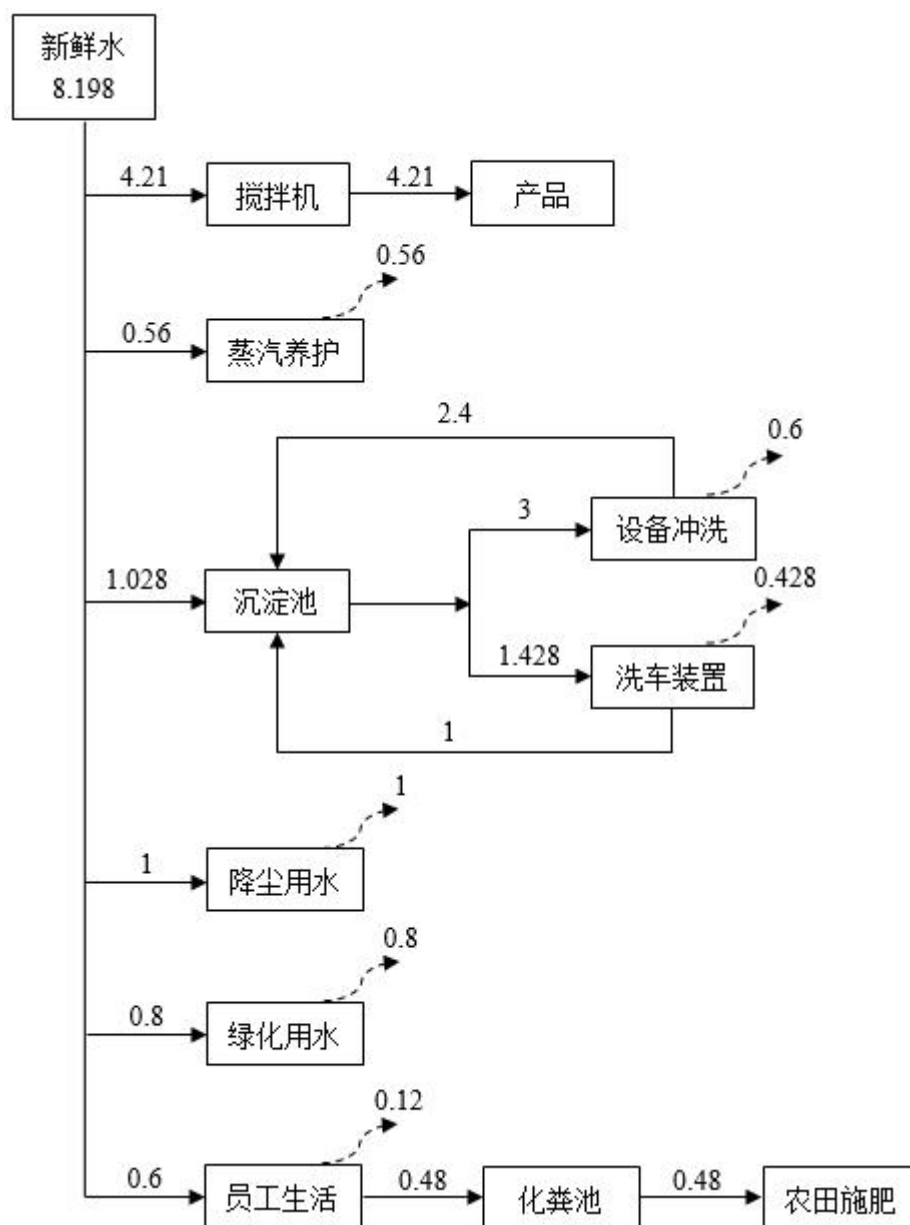 新鲜水
8.198
4.21
搅拌机
4.21
产品
0.56
0.56
蒸汽养护
2.4
0.6
3
设备冲洗
1.028
沉淀池
0.428
1.428
洗车装置
1
1
1
降尘用水
0.8
0.8
绿化用水
0.12
0.6
员工生活
0.48
化粪池
0.48
农田施肥